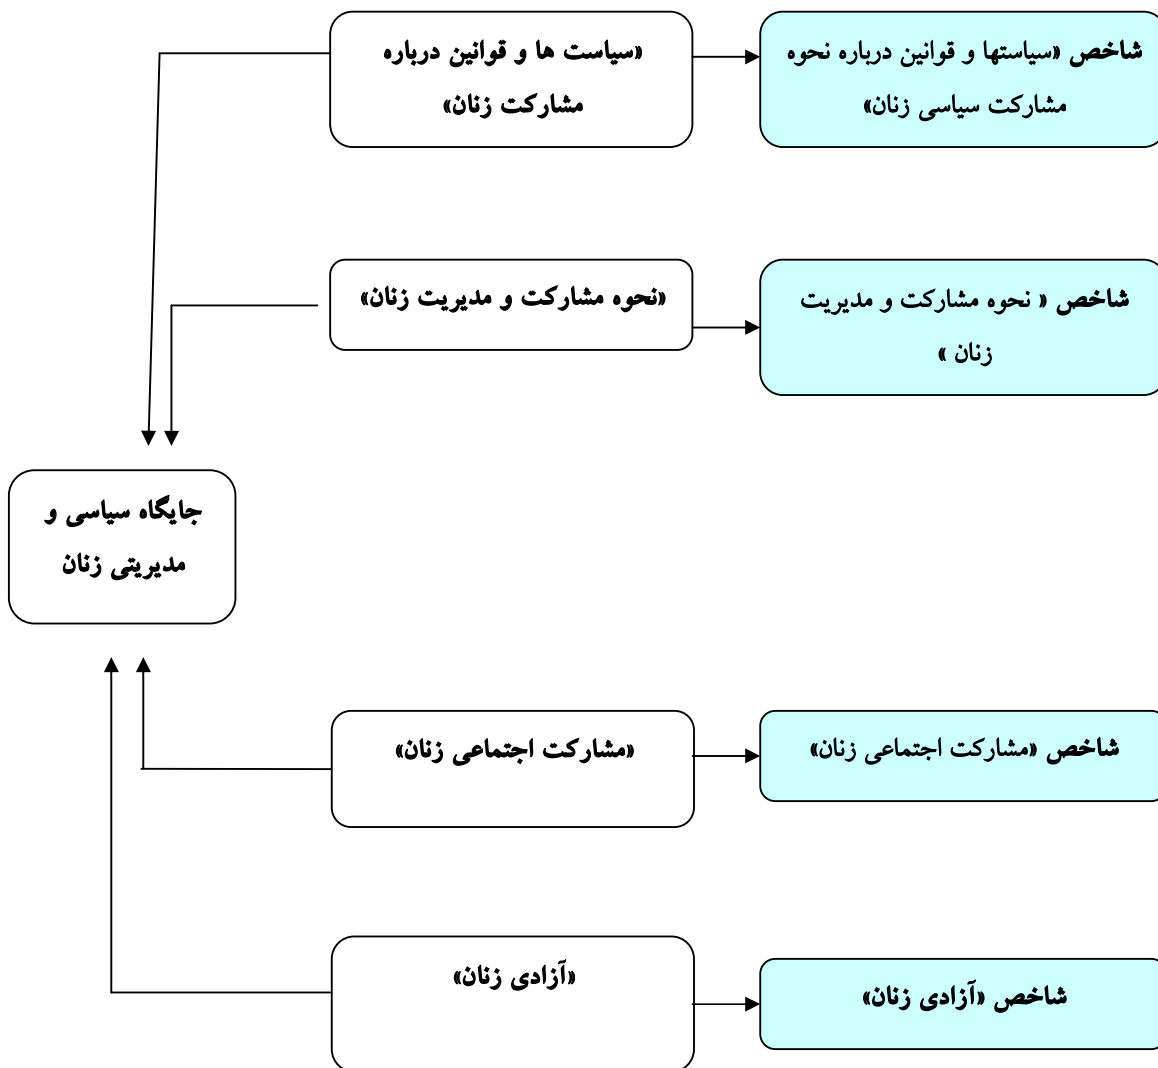 شاخص «سیاستها و قوانین درباره نحوه
مشارکت سیاسی زنان»
«سیاست ها و قوانین درباره
مشارکت زنان»
شاخص « نحوه مشارکت و مدیریت
زنان »
«نحوه مشارکت و مدیریت زنان»
جایگاه سیاسی و
مدیریتی زنان
شاخص «مشارکت اجتماعی زنان»
«مشارکت اجتماعی زنان»
شاخص «آزادی زنان»
«آزادی زنان»